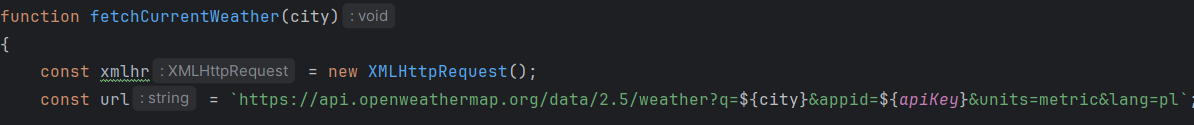 function fetchCurrentWeather(city) : void
{
    const xmlhr : XMLHttpRequest = new XMLHttpRequest();
    const url : string = `https://api.openweathermap.org/data/2.5/weather?q=${city}&appid=${apiKey}&units=metric&lang=pl`;